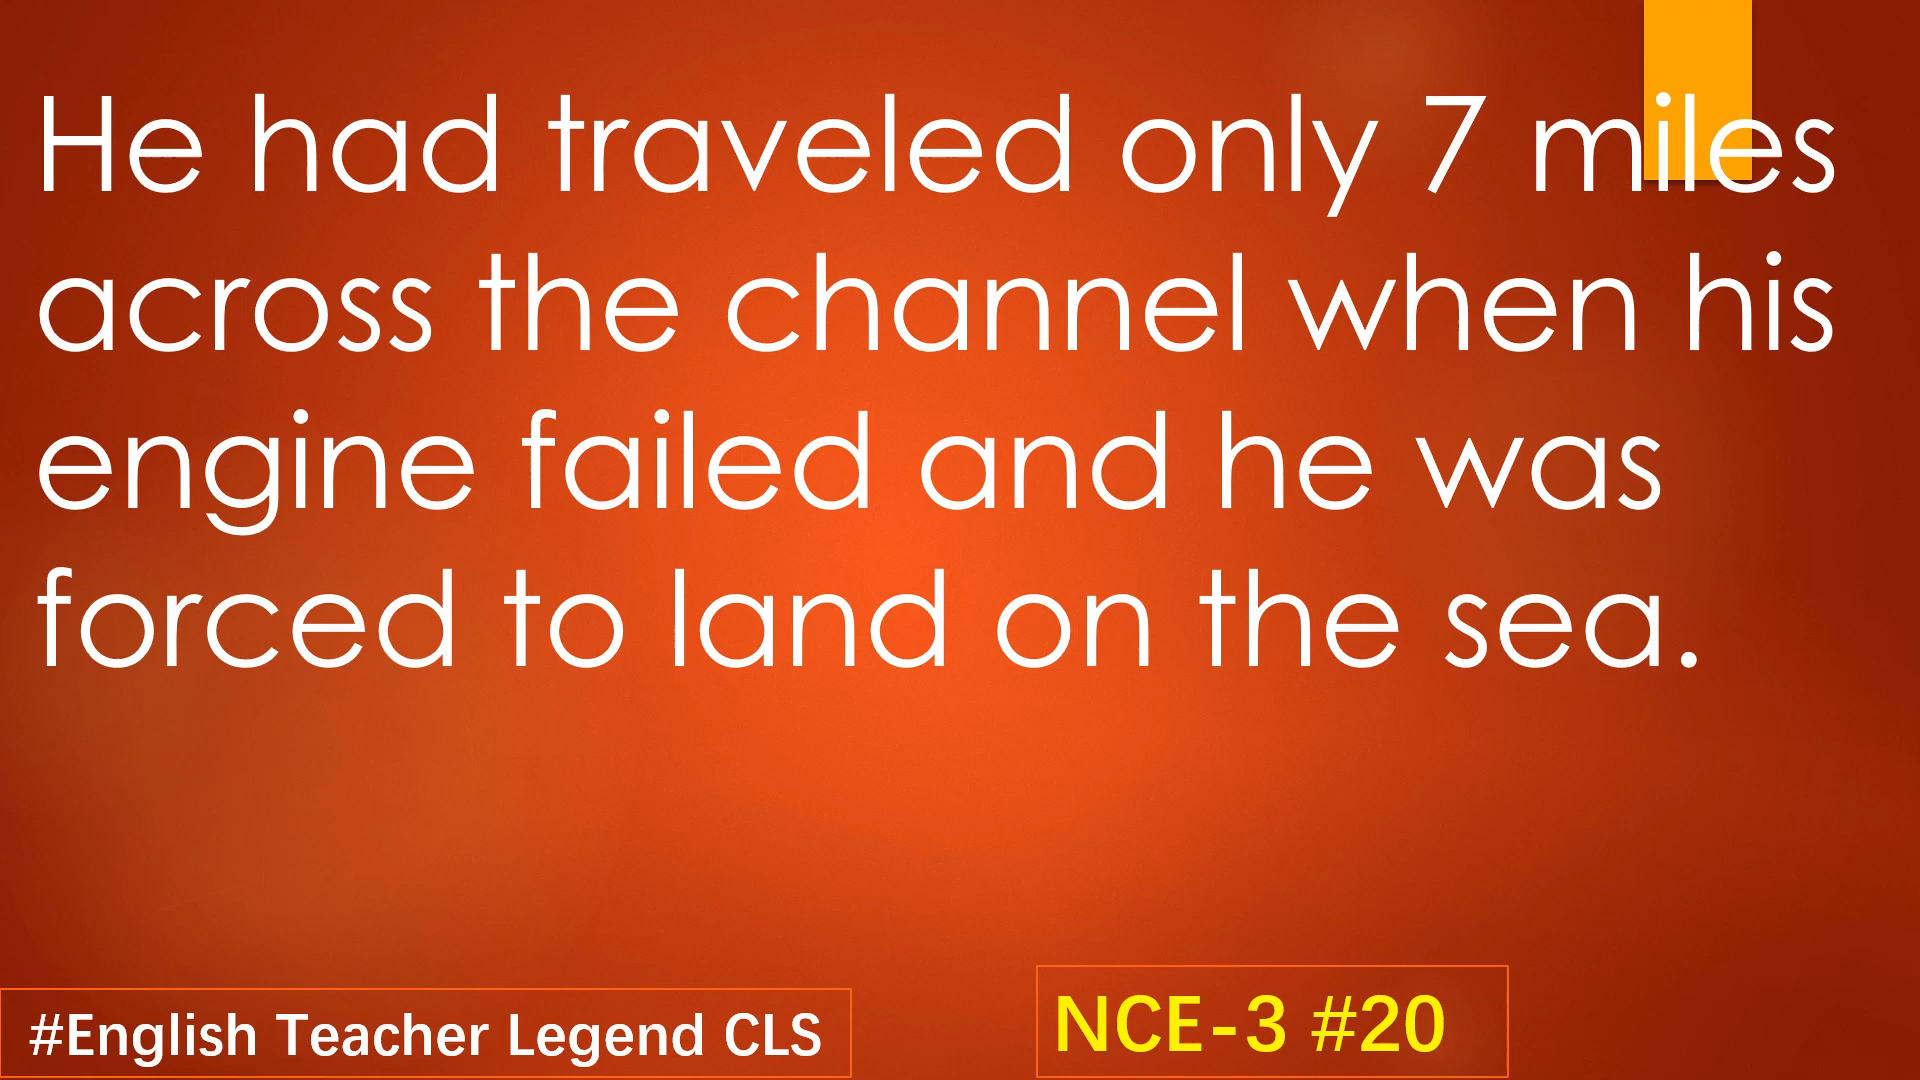 He had traveled only 7 miles
across the channel when his
engine failed and he was
forced to land on the sea.
#English Teacher Legend CLS
NCE-3 #20